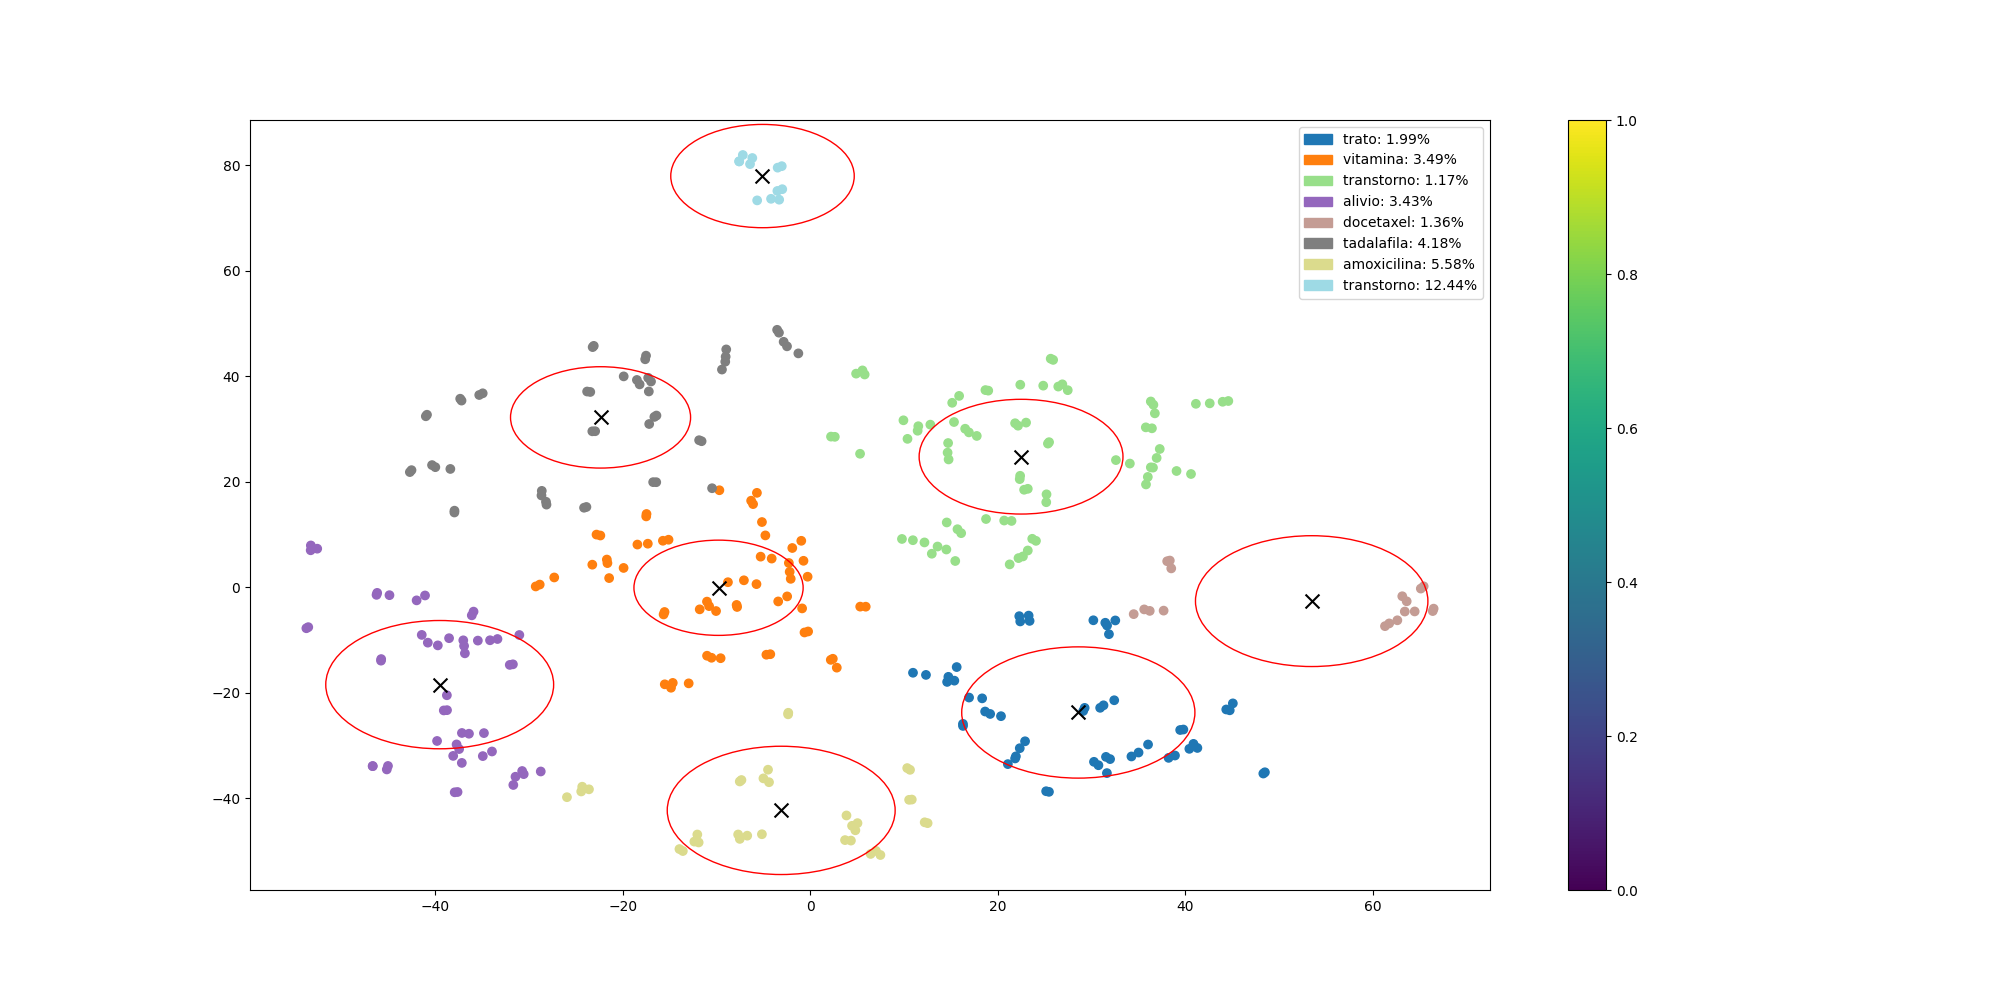 trato: 1.99%
vitamina: 3.49%
transtorno: 1.17%
alivio: 3.43%
docetaxel: 1.36%
tadalafila: 4.18%
amoxicilina: 5.58%
transtorno: 12.44%
80
60
40
20
0
−20
−40
−40 −20 0 20 40 60
1.0
0.8
0.6
0.4
0.2
0.0